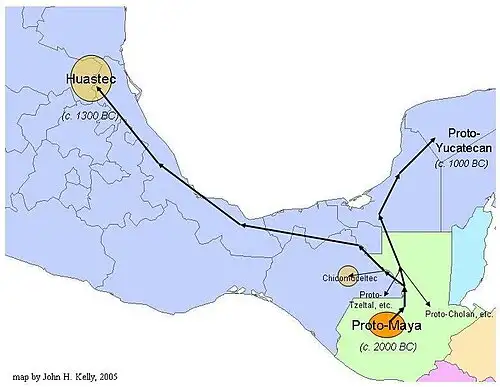 Huastec
(c. 1300 BC)
Proto-
Yucatecan
(c. 1000 BC)
Chicomuceltec
Proto-
Tzeltal, etc.
Proto-Cholan, etc.
Proto-Maya
(c. 2000 BC)
map by John H. Kelly, 2005